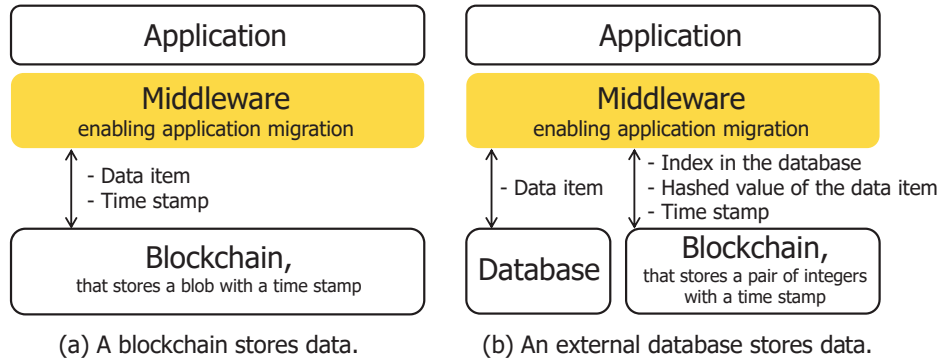 Application
Middleware
enabling application migration
- Data item
- Time stamp
Blockchain,
that stores a blob with a time stamp
(a) A blockchain stores data.
Application
Middleware
enabling application migration
- Data item
- Index in the database
- Hashed value of the data item
- Time stamp
Database
Blockchain,
that stores a pair of integers
with a time stamp
(b) An external database stores data.